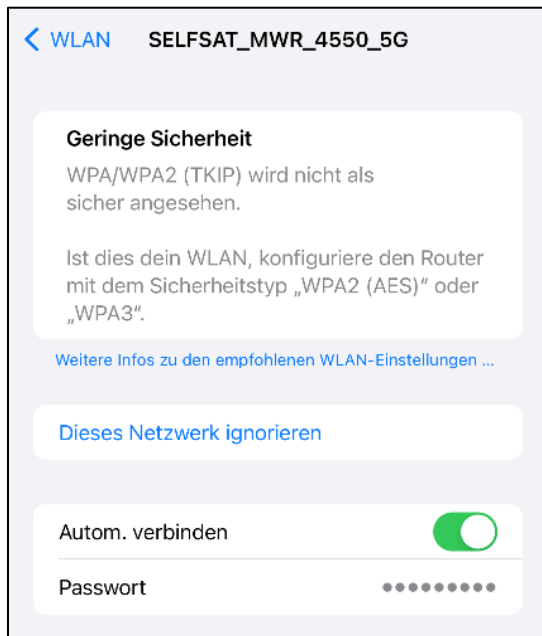 WLAN SELFSAT_MWR_4550_5G
Geringe Sicherheit
WPA/WPA2 (TKIP) wird nicht als
sicher angesehen.
Ist dies dein WLAN, konfiguriere den Router
mit dem Sicherheitstyp „WPA2 (AES)“ oder
„WPA3“.
Weitere Infos zu den empfohlenen WLAN-Einstellungen ...
Dieses Netzwerk ignorieren
Autom. verbinden
Passwort ●●●●●●●●●